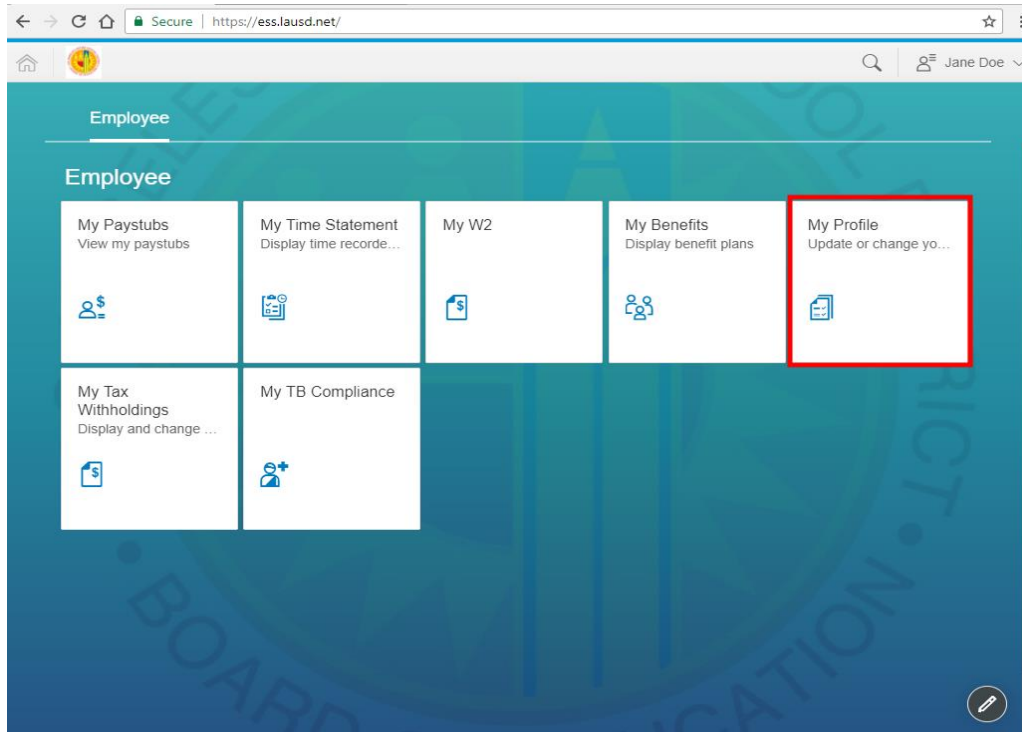 Secure | https://ess.lausd.net/
Jane Doe
Employee
Employee
My Paystubs
View my paystubs
My Time Statement
Display time recorde...
My W2
My Benefits
Display benefit plans
My Profile
Update or change yo...
My Tax
Withholdings
Display and change ...
My TB Compliance
BOARD